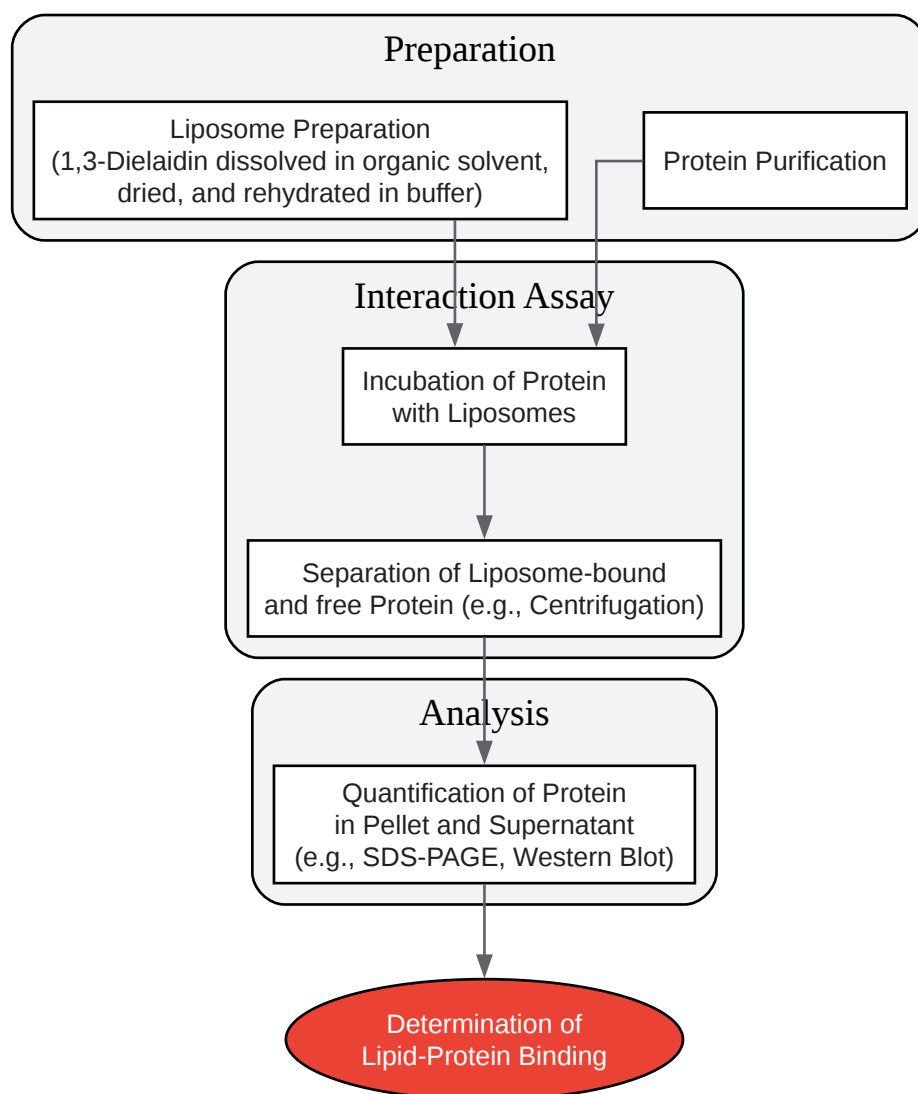 Preparation
Liposome Preparation
(1,3-Dielaidin dissolved in organic solvent,
dried, and rehydrated in buffer)
Protein Purification
Interaction Assay
Incubation of Protein
with Liposomes
Separation of Liposome-bound
and free Protein (e.g., Centrifugation)
Analysis
Quantification of Protein
in Pellet and Supernatant
(e.g., SDS-PAGE, Western Blot)
Determination of
Lipid-Protein Binding